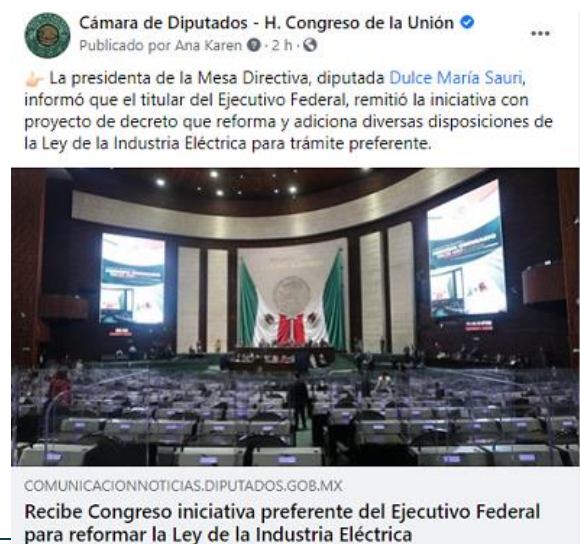 Cámara de Diputados - H. Congreso de la Unión
Publicado por Ana Karen · 2 h ·
La presidenta de la Mesa Directiva, diputada Dulce María Sauri,
informó que el titular del Ejecutivo Federal, remitió la iniciativa con
proyecto de decreto que reforma y adiciona diversas disposiciones de
la Ley de la Industria Eléctrica para trámite preferente.
COMUNICACIONNOTICIAS.DIPUTADOS.GOB.MX
Recibe Congreso iniciativa preferente del Ejecutivo Federal
para reformar la Ley de la Industria Eléctrica